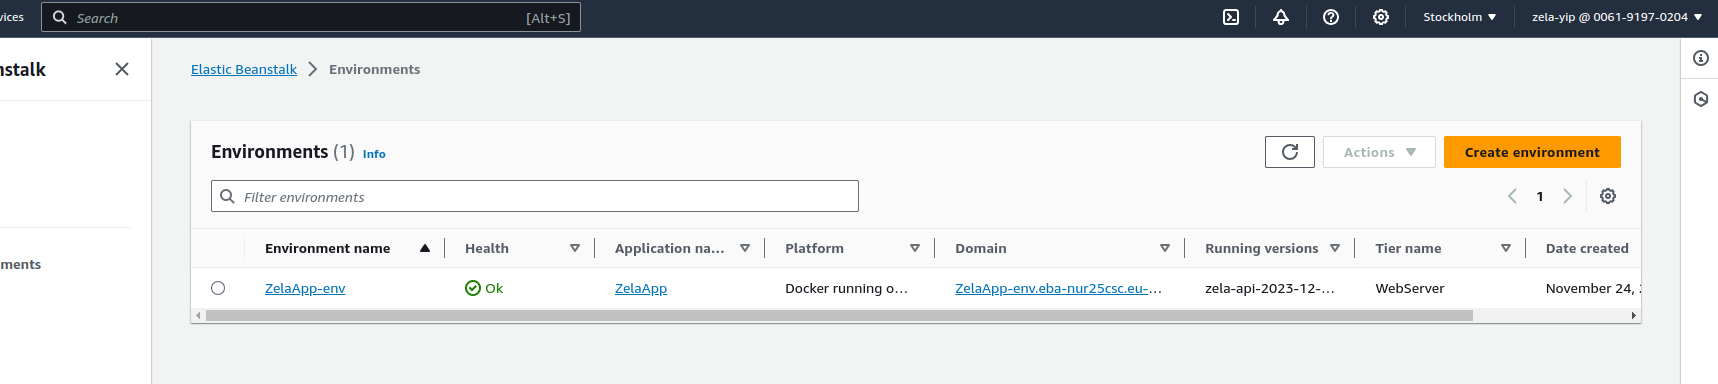 vices Search [Alt+S] Stockholm zela-yip @ 0061-9197-0204
nstalk
Elastic Beanstalk Environments
Environments (1) Info
Actions Create environment
Filter environments
1
Environment name Health Application na... Platform Domain Running versions Tier name Date created
ments
ZelaApp-env Ok ZelaApp Docker running o... ZelaApp-env.eba-nur25csc.eu-... zela-api-2023-12-... WebServer November 24,